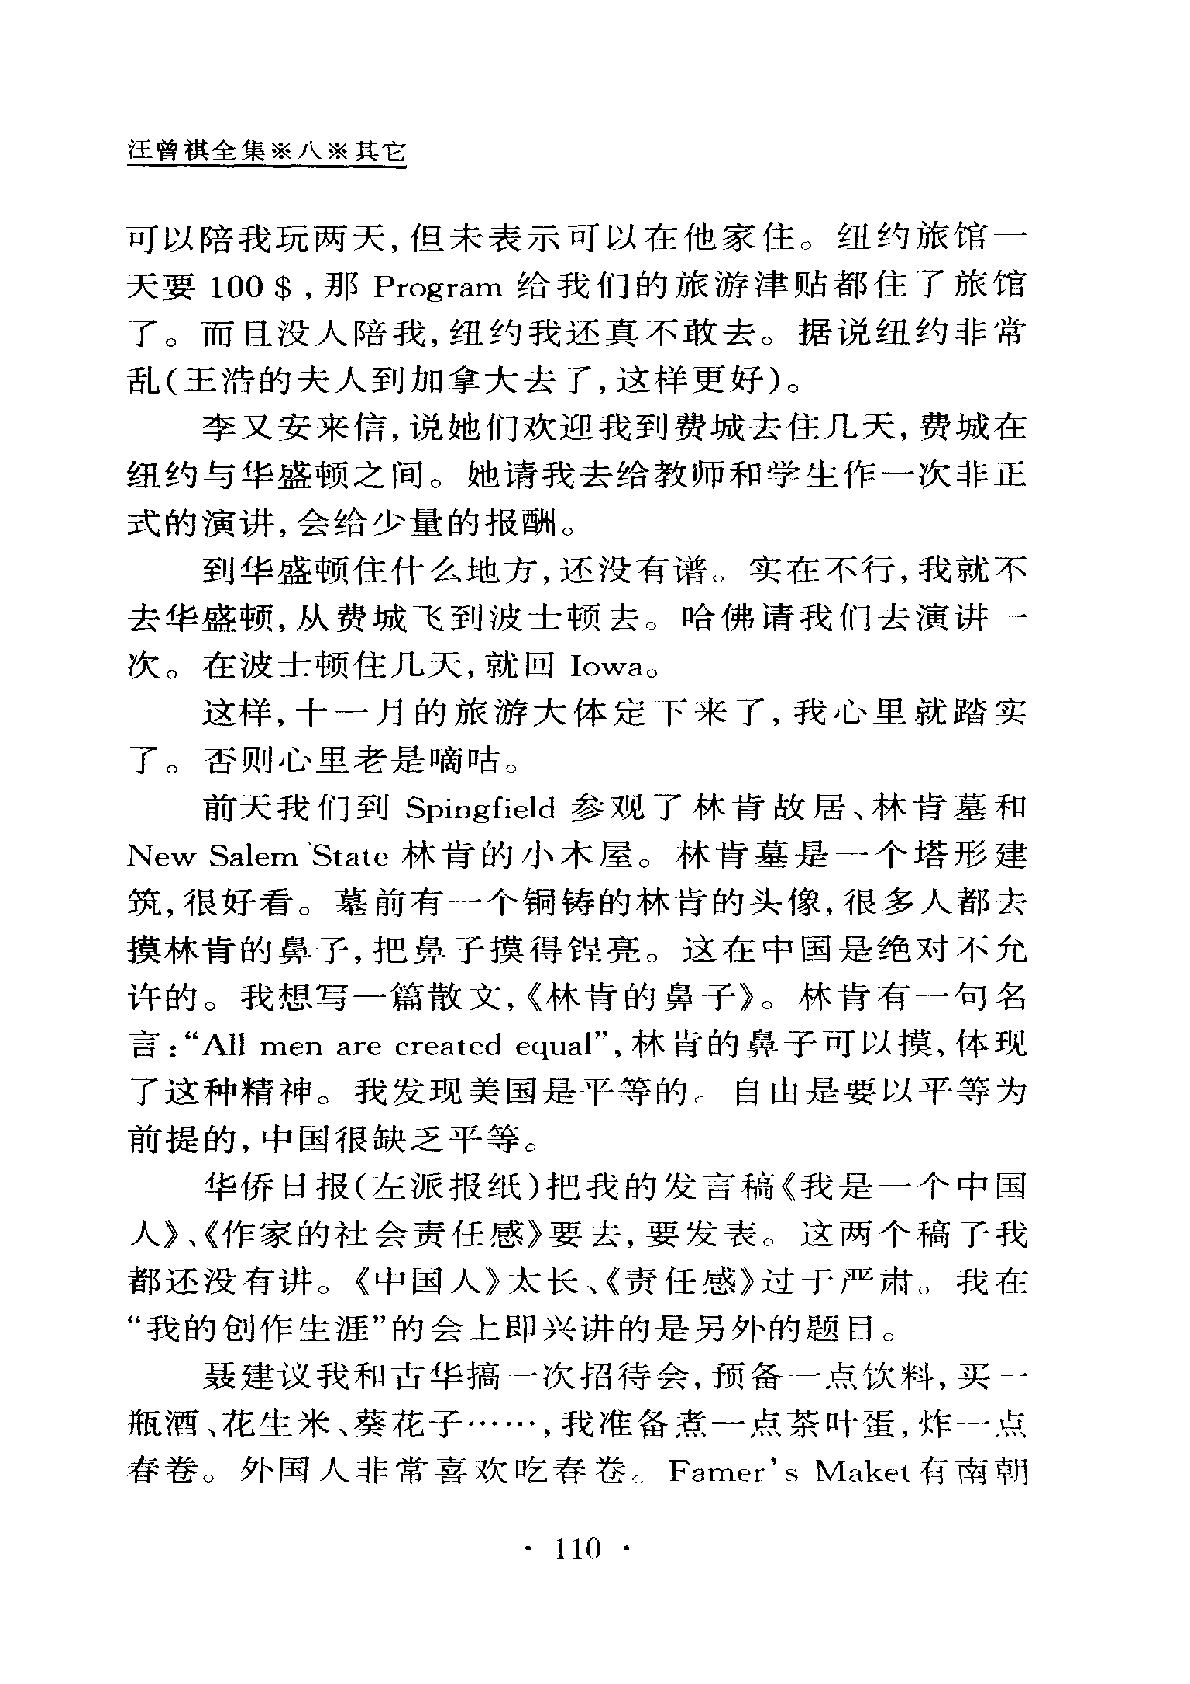 汪曾祺全集※八※其它
可以陪我玩两天,但未表示可以在他家住。纽约旅馆一
天要 100 $ ,那 Program 给我们的旅游津贴都住了旅馆
了。而且没人陪我,纽约我还真不敢去。据说纽约非常
乱(王浩的夫人到加拿大去了,这样更好)。
李又安来信,说她们欢迎我到费城去住几天,费城在
纽约与华盛顿之间。她请我去给教师和学生作一次非正
式的演讲,会给少量的报酬。
到华盛顿住什么地方,还没有谱。实在不行,我就不
去华盛顿,从费城飞到波士顿去。哈佛请我们去演讲一
次。在波士顿住几天,就回 Iowa。
这样,十一月的旅游大体定下来了,我心里就踏实
了。否则心里老是嘀咕。
前天我们到 Spingfield 参观了林肯故居、林肯墓和
New Salem State 林肯的小木屋。林肯墓是一个塔形建
筑,很好看。墓前有一个铜铸的林肯的头像,很多人都去
摸林肯的鼻子,把鼻子摸得锃亮。这在中国是绝对不允
许的。我想写一篇散文,《林肯的鼻子》。林肯有一句名
言:“All men are created equal”,林肯的鼻子可以摸,体现
了这种精神。我发现美国是平等的。自由是要以平等为
前提的,中国很缺乏平等。
华侨日报(左派报纸)把我的发言稿《我是一个中国
人》、《作家的社会责任感》要去,要发表。这两个稿子我
都还没有讲。《中国人》太长、《责任感》过于严肃。我在
“我的创作生涯”的会上即兴讲的是另外的题目。
聂建议我和古华搞一次招待会,预备一点饮料,买一
瓶酒、花生米、葵花子……,我准备煮一点茶叶蛋,炸一点
春卷。外国人非常喜欢吃春卷。Famer’s Maket有南朝
· 110 ·